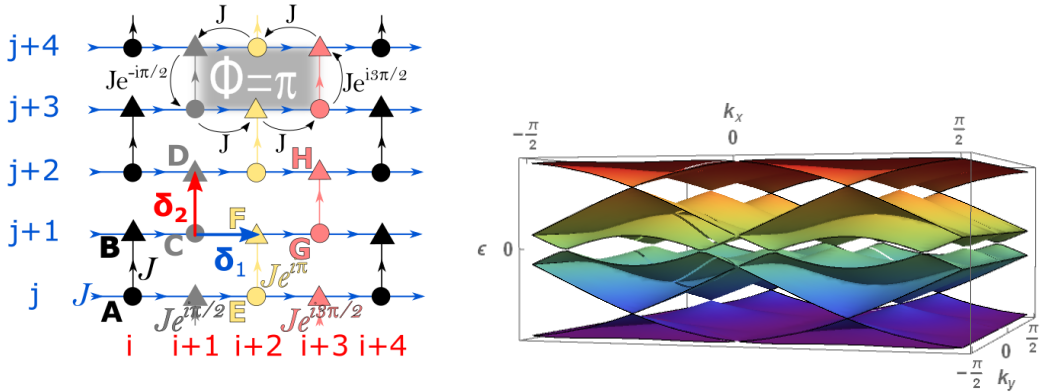 J J
j+4
Je^{-iπ/2} Φ=π Je^{i3π/2}
j+3
J J
D H
j+2
δ₂
F
j+1
B C δ₁ G
J Je^{iπ}
j J
A Je^{iπ/2} E Je^{i3π/2}
i i+1 i+2 i+3 i+4
k_x
-π/2 0 π/2
ϵ 0
π/2
0
-π/2 k_y